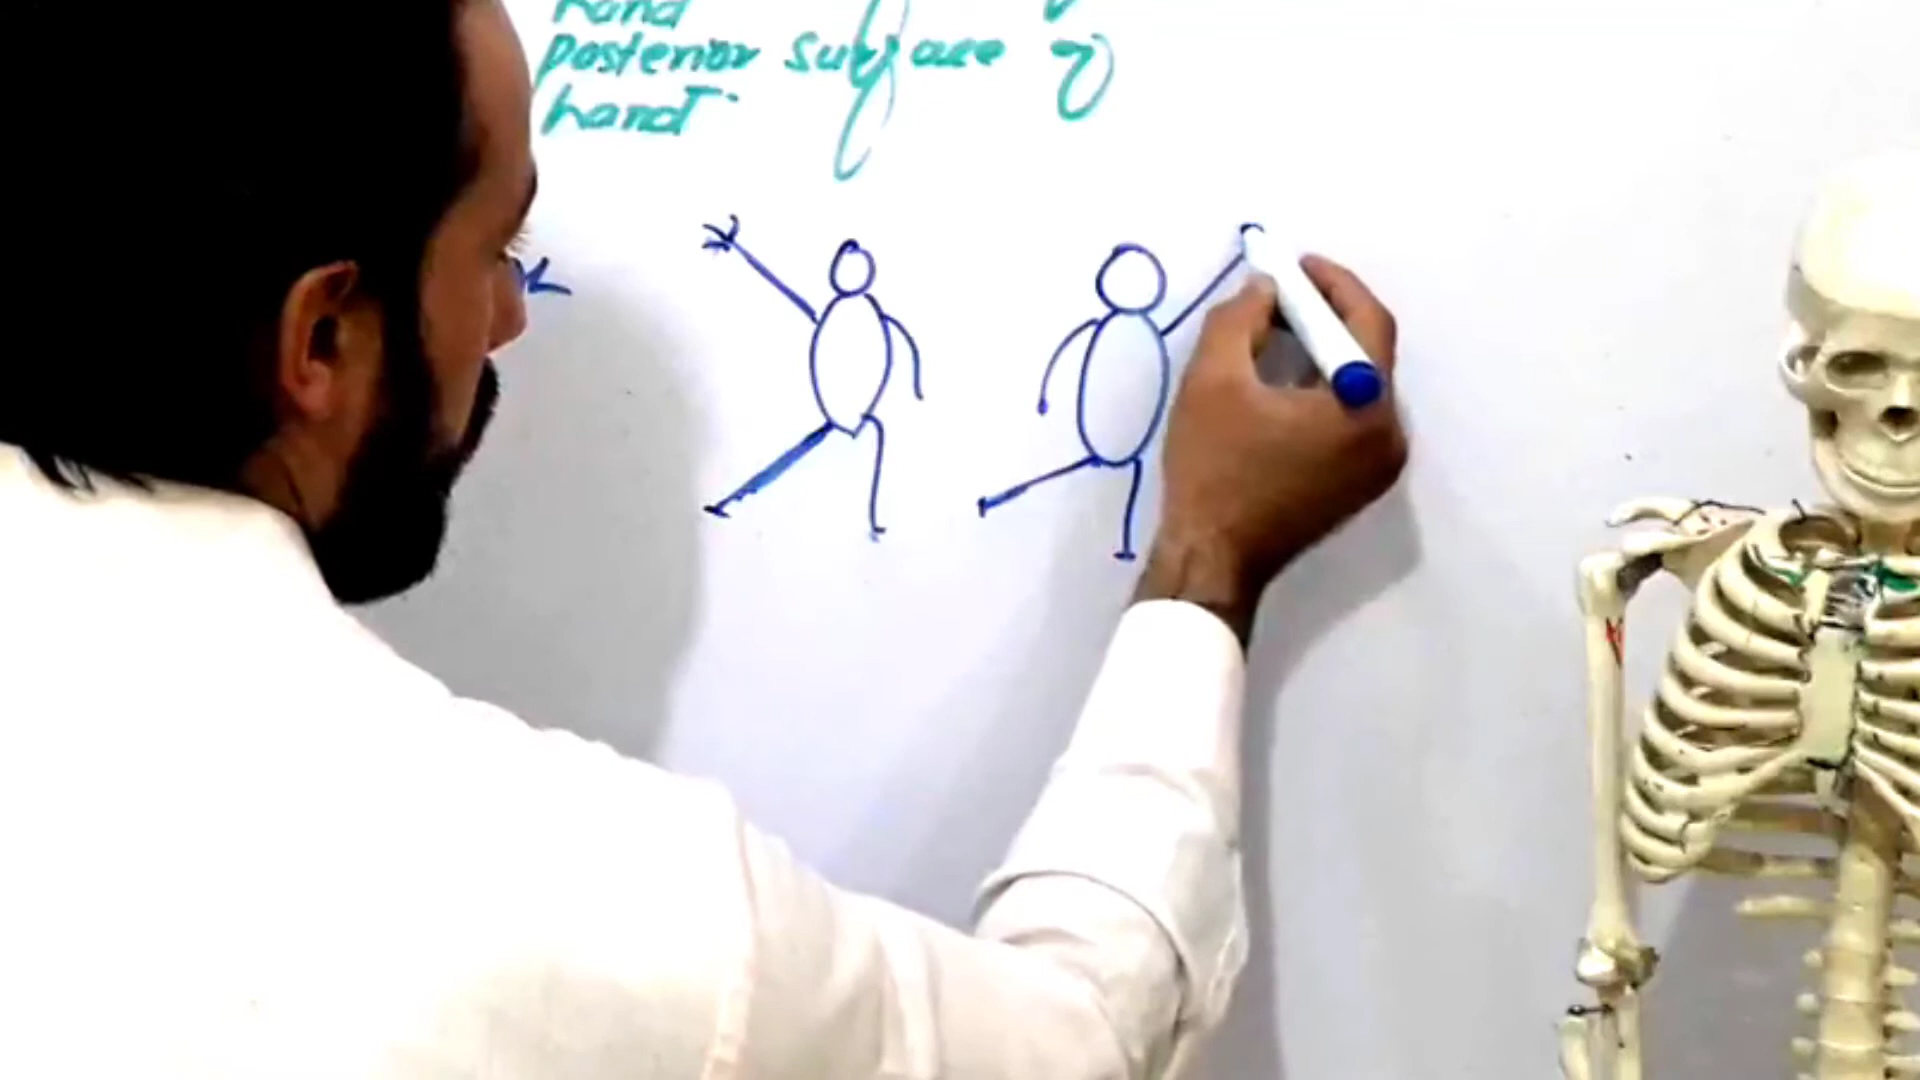 hand
posterior surface of
hand